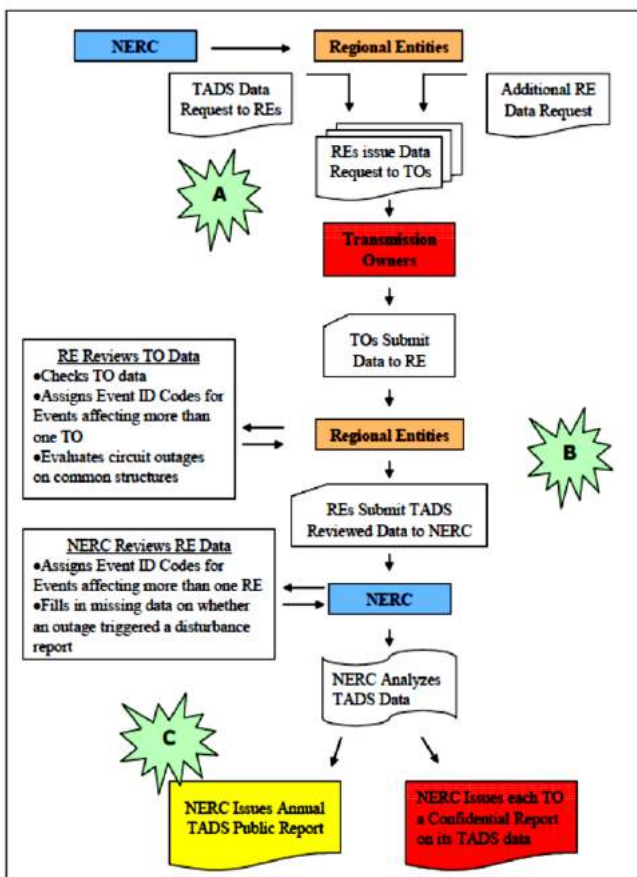 NERC
Regional Entities
TADS Data
Request to REs
Additional RE
Data Request
REs issue Data
Request to TOs
A
Transmission
Owners
TOs Submit
Data to RE
RE Reviews TO Data
●Checks TO data
●Assigns Event ID Codes for
Events affecting more than
one TO
●Evaluates circuit outages
on common structures
Regional Entities
B
REs Submit TADS
Reviewed Data to NERC
NERC Reviews RE Data
●Assigns Event ID Codes for
Events affecting more than one RE
●Fills in missing data on whether
an outage triggered a disturbance
report
NERC
NERC Analyzes
TADS Data
C
NERC Issues Annual
TADS Public Report
NERC Issues each TO
a Confidential Report
on its TADS data